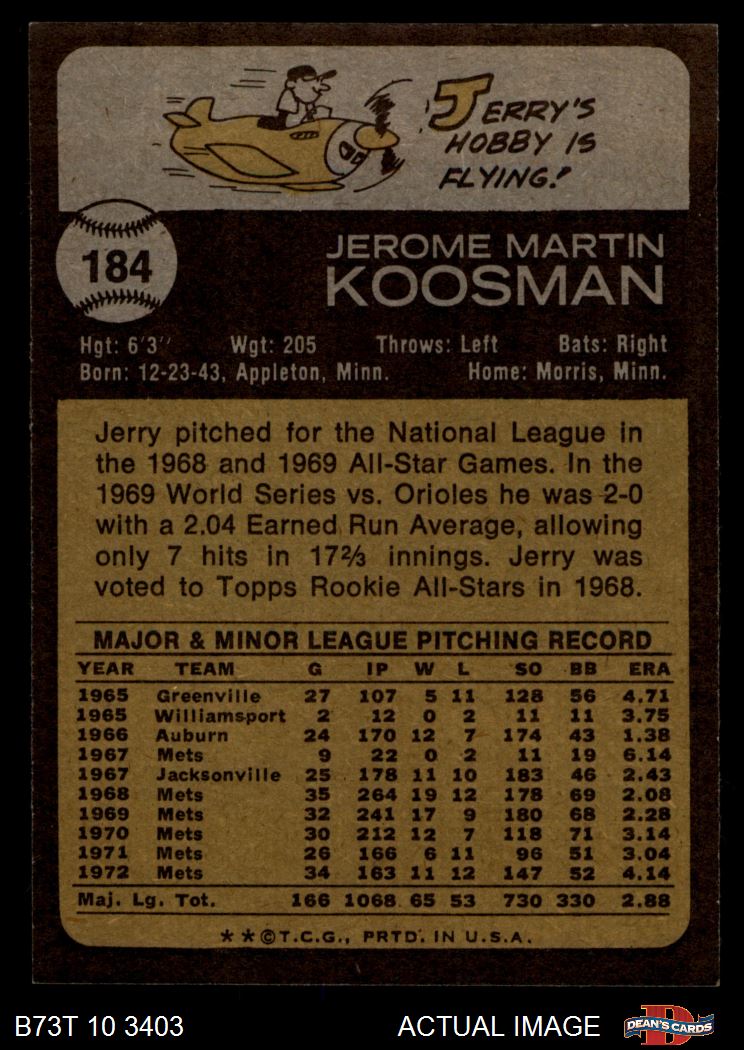 JERRY'S
HOBBY IS
FLYING!
184
JEROME MARTIN
KOOSMAN
Hgt: 6'3" Wgt: 205 Throws: Left Bats: Right
Born: 12-23-43, Appleton, Minn. Home: Morris, Minn.
Jerry pitched for the National League in
the 1968 and 1969 All-Star Games. In the
1969 World Series vs. Orioles he was 2-0
with a 2.04 Earned Run Average, allowing
only 7 hits in 17⅔ innings. Jerry was
voted to Topps Rookie All-Stars in 1968.
MAJOR & MINOR LEAGUE PITCHING RECORD
YEAR TEAM G IP W L SO BB ERA
1965 Greenville 27 107 5 11 128 56 4.71
1965 Williamsport 2 12 0 2 11 11 3.75
1966 Auburn 24 170 12 7 174 43 1.38
1967 Mets 9 22 0 2 11 19 6.14
1967 Jacksonville 25 178 11 10 183 46 2.43
1968 Mets 35 264 19 12 178 69 2.08
1969 Mets 32 241 17 9 180 68 2.28
1970 Mets 30 212 12 7 118 71 3.14
1971 Mets 26 166 6 11 96 51 3.04
1972 Mets 34 163 11 12 147 52 4.14
Maj. Lg. Tot. 166 1068 65 53 730 330 2.88
**©T.C.G., PRTD. IN U.S.A.
B73T 10 3403 ACTUAL IMAGE D DEAN'S CARDS